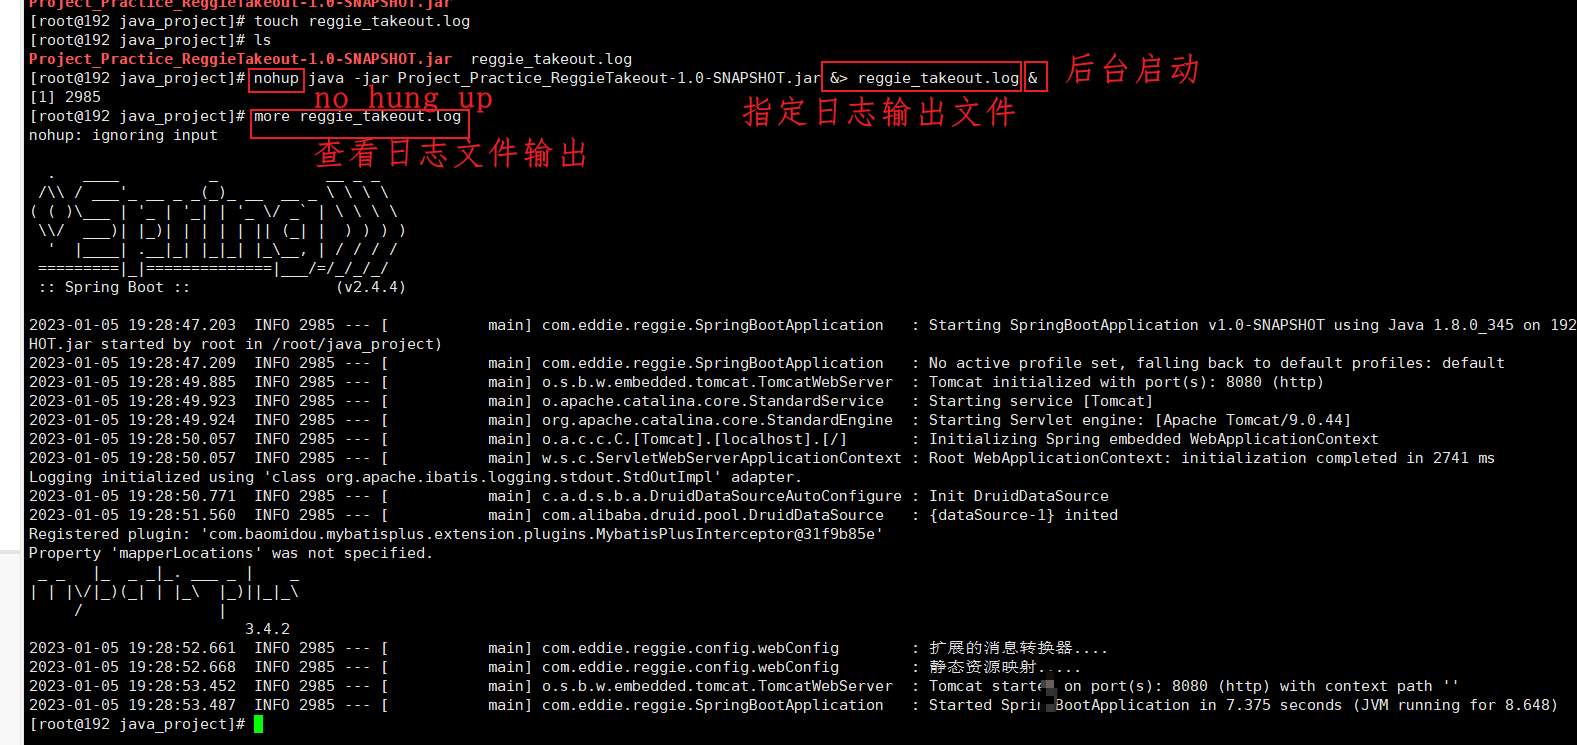 Project_Practice_ReggieTakeout-1.0-SNAPSHOT.jar
[root@192 java_project]# touch reggie_takeout.log
[root@192 java_project]# ls
Project_Practice_ReggieTakeout-1.0-SNAPSHOT.jar  reggie_takeout.log
[root@192 java_project]# nohup java -jar Project_Practice_ReggieTakeout-1.0-SNAPSHOT.jar &> reggie_takeout.log & 后台启动
[1] 2985
no hung up
指定日志输出文件
[root@192 java_project]# more reggie_takeout.log
nohup: ignoring input
查看日志文件输出
:: Spring Boot ::                (v2.4.4)
2023-01-05 19:28:47.203  INFO 2985 --- [           main] com.eddie.reggie.SpringBootApplication   : Starting SpringBootApplication v1.0-SNAPSHOT using Java 1.8.0_345 on 192
HOT.jar started by root in /root/java_project)
2023-01-05 19:28:47.209  INFO 2985 --- [           main] com.eddie.reggie.SpringBootApplication   : No active profile set, falling back to default profiles: default
2023-01-05 19:28:49.885  INFO 2985 --- [           main] o.s.b.w.embedded.tomcat.TomcatWebServer  : Tomcat initialized with port(s): 8080 (http)
2023-01-05 19:28:49.923  INFO 2985 --- [           main] o.apache.catalina.core.StandardService   : Starting service [Tomcat]
2023-01-05 19:28:49.924  INFO 2985 --- [           main] org.apache.catalina.core.StandardEngine  : Starting Servlet engine: [Apache Tomcat/9.0.44]
2023-01-05 19:28:50.057  INFO 2985 --- [           main] o.a.c.c.C.[Tomcat].[localhost].[/]       : Initializing Spring embedded WebApplicationContext
2023-01-05 19:28:50.057  INFO 2985 --- [           main] w.s.c.ServletWebServerApplicationContext : Root WebApplicationContext: initialization completed in 2741 ms
Logging initialized using 'class org.apache.ibatis.logging.stdout.StdOutImpl' adapter.
2023-01-05 19:28:50.771  INFO 2985 --- [           main] c.a.d.s.b.a.DruidDataSourceAutoConfigure : Init DruidDataSource
2023-01-05 19:28:51.560  INFO 2985 --- [           main] com.alibaba.druid.pool.DruidDataSource   : {dataSource-1} inited
Registered plugin: 'com.baomidou.mybatisplus.extension.plugins.MybatisPlusInterceptor@31f9b85e'
Property 'mapperLocations' was not specified.
3.4.2
2023-01-05 19:28:52.661  INFO 2985 --- [           main] com.eddie.reggie.config.webConfig        : 扩展的消息转换器....
2023-01-05 19:28:52.668  INFO 2985 --- [           main] com.eddie.reggie.config.webConfig        : 静态资源映射.....
2023-01-05 19:28:53.452  INFO 2985 --- [           main] o.s.b.w.embedded.tomcat.TomcatWebServer  : Tomcat started on port(s): 8080 (http) with context path ''
2023-01-05 19:28:53.487  INFO 2985 --- [           main] com.eddie.reggie.SpringBootApplication   : Started SpringBootApplication in 7.375 seconds (JVM running for 8.648)
[root@192 java_project]#